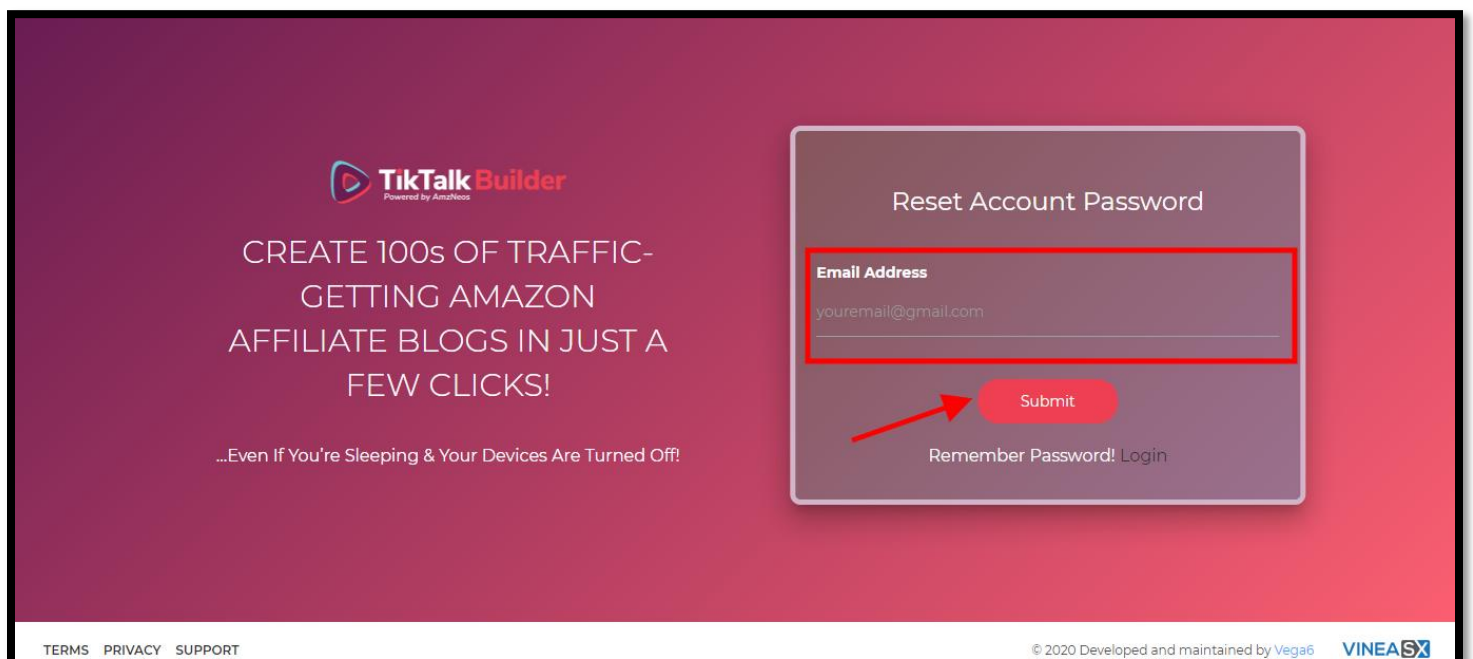 TikTalk Builder
Powered by AmzNeos
CREATE 100s OF TRAFFIC-
GETTING AMAZON
AFFILIATE BLOGS IN JUST A
FEW CLICKS!
...Even If You're Sleeping & Your Devices Are Turned Off!
Reset Account Password
Email Address
youremail@gmail.com
Submit
Remember Password! Login
TERMS PRIVACY SUPPORT
© 2020 Developed and maintained by Vega6
VINEASX